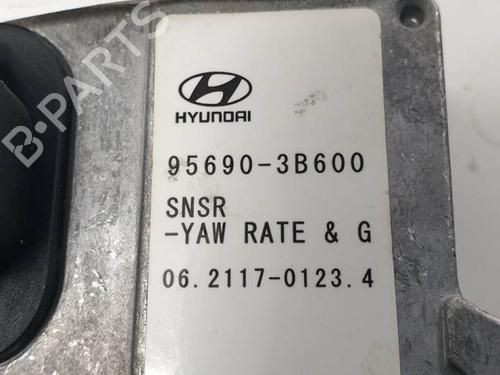 B-PARTS
HYUNDAI
95690-3B600
SNSR
-YAW RATE & G
06.2117-0123.4